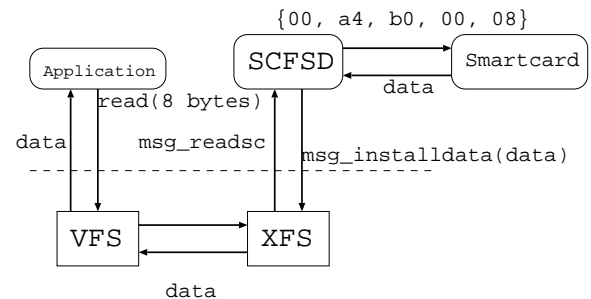 {00, a4, b0, 00, 08}
Application
SCFSD
Smartcard
data
read(8 bytes)
data
msg_readsc
msg_installdata(data)
VFS
XFS
data